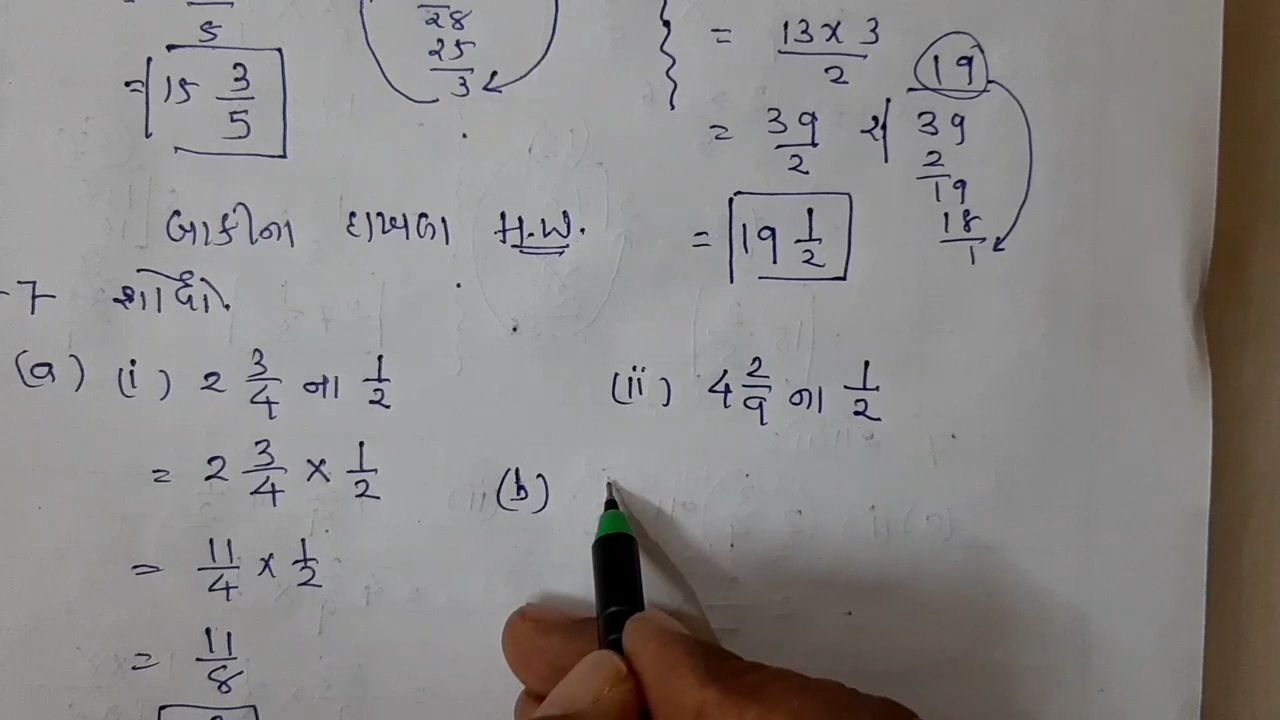 5
= 15 3/5
28
25
3
= 13 × 3 / 2
= 39/2
19
2 39
2
19
18
1
= 19 1/2
બાકીના દાખલા H.W.
-7 શોધો.
(a) (i) 2 3/4 ના 1/2
= 2 3/4 × 1/2
= 11/4 × 1/2
= 11/8
(ii) 4 2/9 ના 1/2
(b)